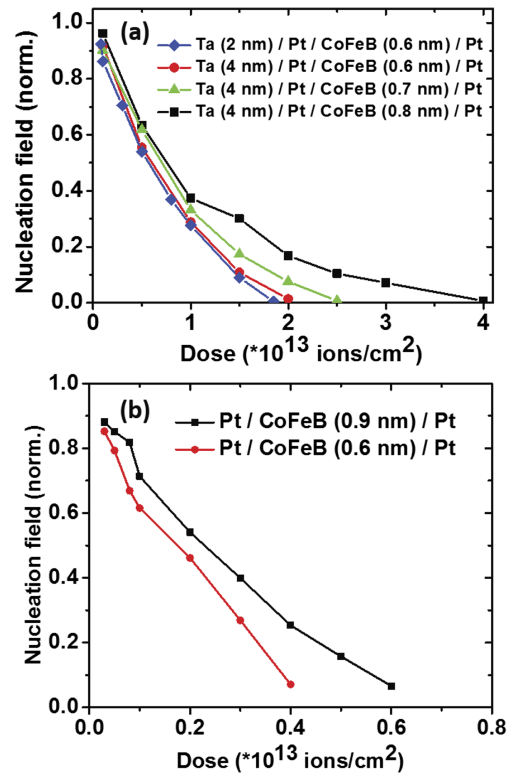 (a)
Ta (2 nm) / Pt / CoFeB (0.6 nm) / Pt
Ta (4 nm) / Pt / CoFeB (0.6 nm) / Pt
Ta (4 nm) / Pt / CoFeB (0.7 nm) / Pt
Ta (4 nm) / Pt / CoFeB (0.8 nm) / Pt
Nucleation field (norm.)
1.0
0.8
0.6
0.4
0.2
0.0
0 1 2 3 4
Dose (*10^13 ions/cm^2)
(b)
Pt / CoFeB (0.9 nm) / Pt
Pt / CoFeB (0.6 nm) / Pt
Nucleation field (norm.)
1.0
0.8
0.6
0.4
0.2
0.0
0.0 0.2 0.4 0.6 0.8
Dose (*10^13 ions/cm^2)